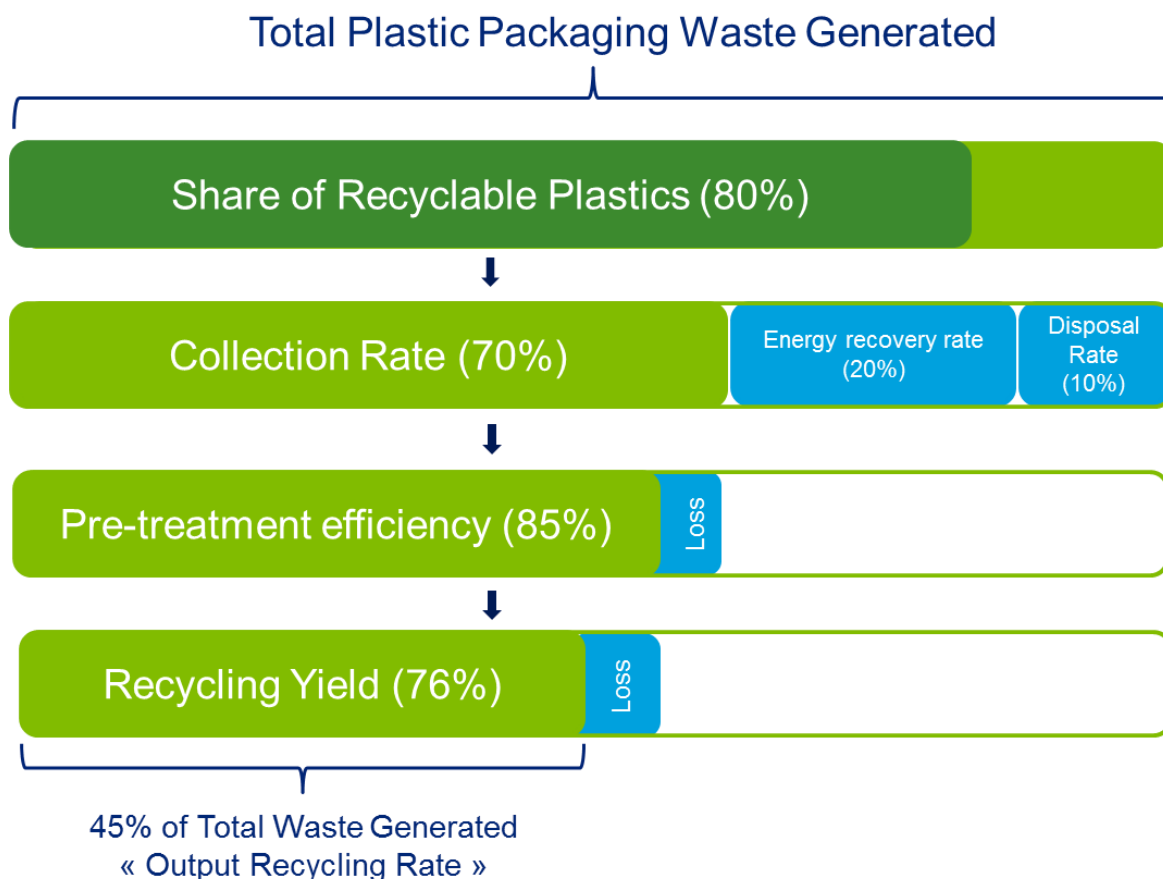 Total Plastic Packaging Waste Generated
Share of Recyclable Plastics (80%)
Collection Rate (70%)
Energy recovery rate
(20%)
Disposal
Rate
(10%)
Pre-treatment efficiency (85%)
Loss
Recycling Yield (76%)
Loss
45% of Total Waste Generated
« Output Recycling Rate »